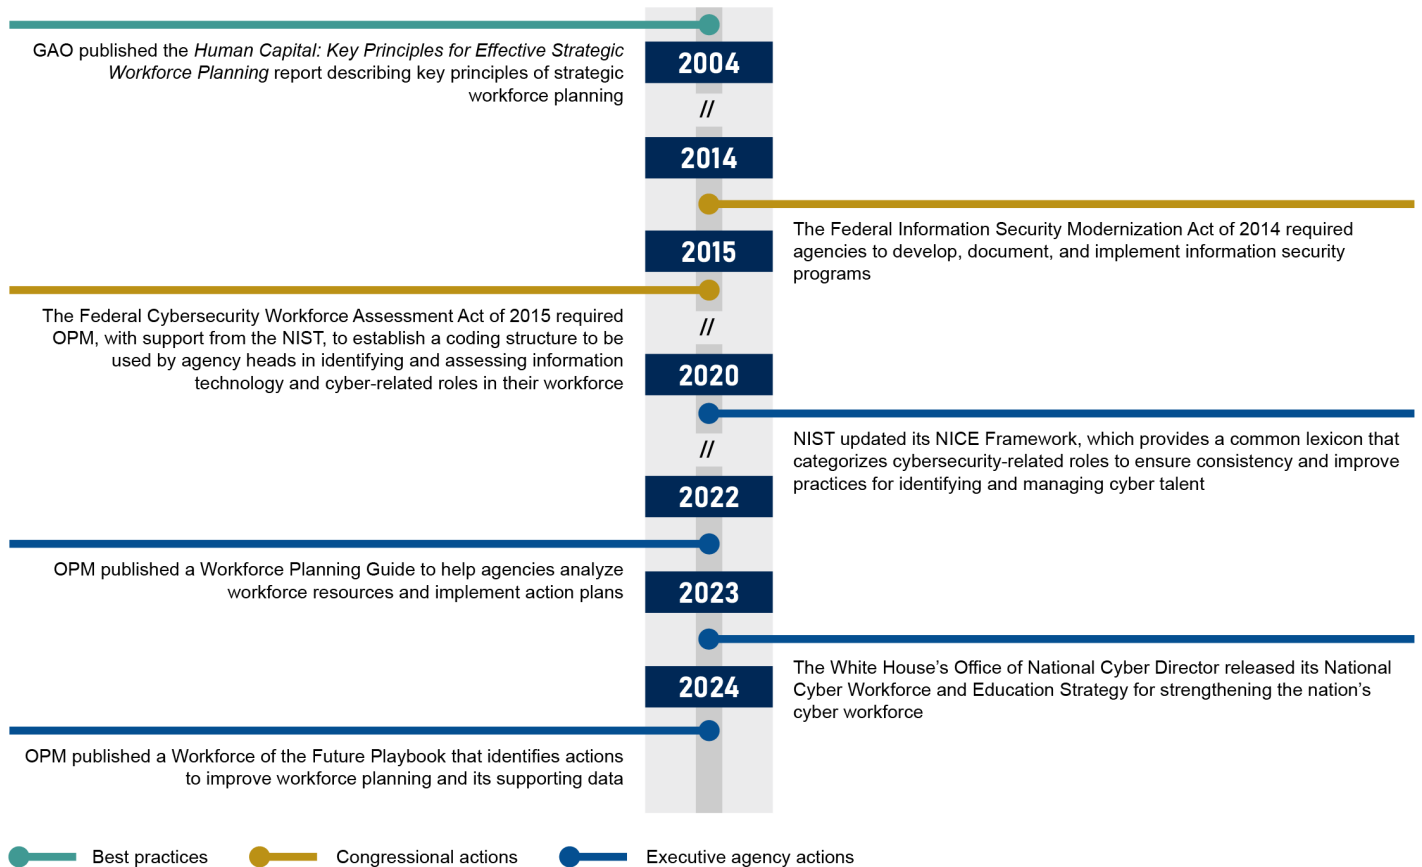 GAO published the Human Capital: Key Principles for Effective Strategic
Workforce Planning report describing key principles of strategic
workforce planning
2004
//
2014
The Federal Information Security Modernization Act of 2014 required
agencies to develop, document, and implement information security
programs
2015
The Federal Cybersecurity Workforce Assessment Act of 2015 required
OPM, with support from the NIST, to establish a coding structure to be
used by agency heads in identifying and assessing information
technology and cyber-related roles in their workforce
//
2020
NIST updated its NICE Framework, which provides a common lexicon that
categorizes cybersecurity-related roles to ensure consistency and improve
practices for identifying and managing cyber talent
//
2022
OPM published a Workforce Planning Guide to help agencies analyze
workforce resources and implement action plans
2023
The White House’s Office of National Cyber Director released its National
Cyber Workforce and Education Strategy for strengthening the nation’s
cyber workforce
2024
OPM published a Workforce of the Future Playbook that identifies actions
to improve workforce planning and its supporting data
Best practices
Congressional actions
Executive agency actions